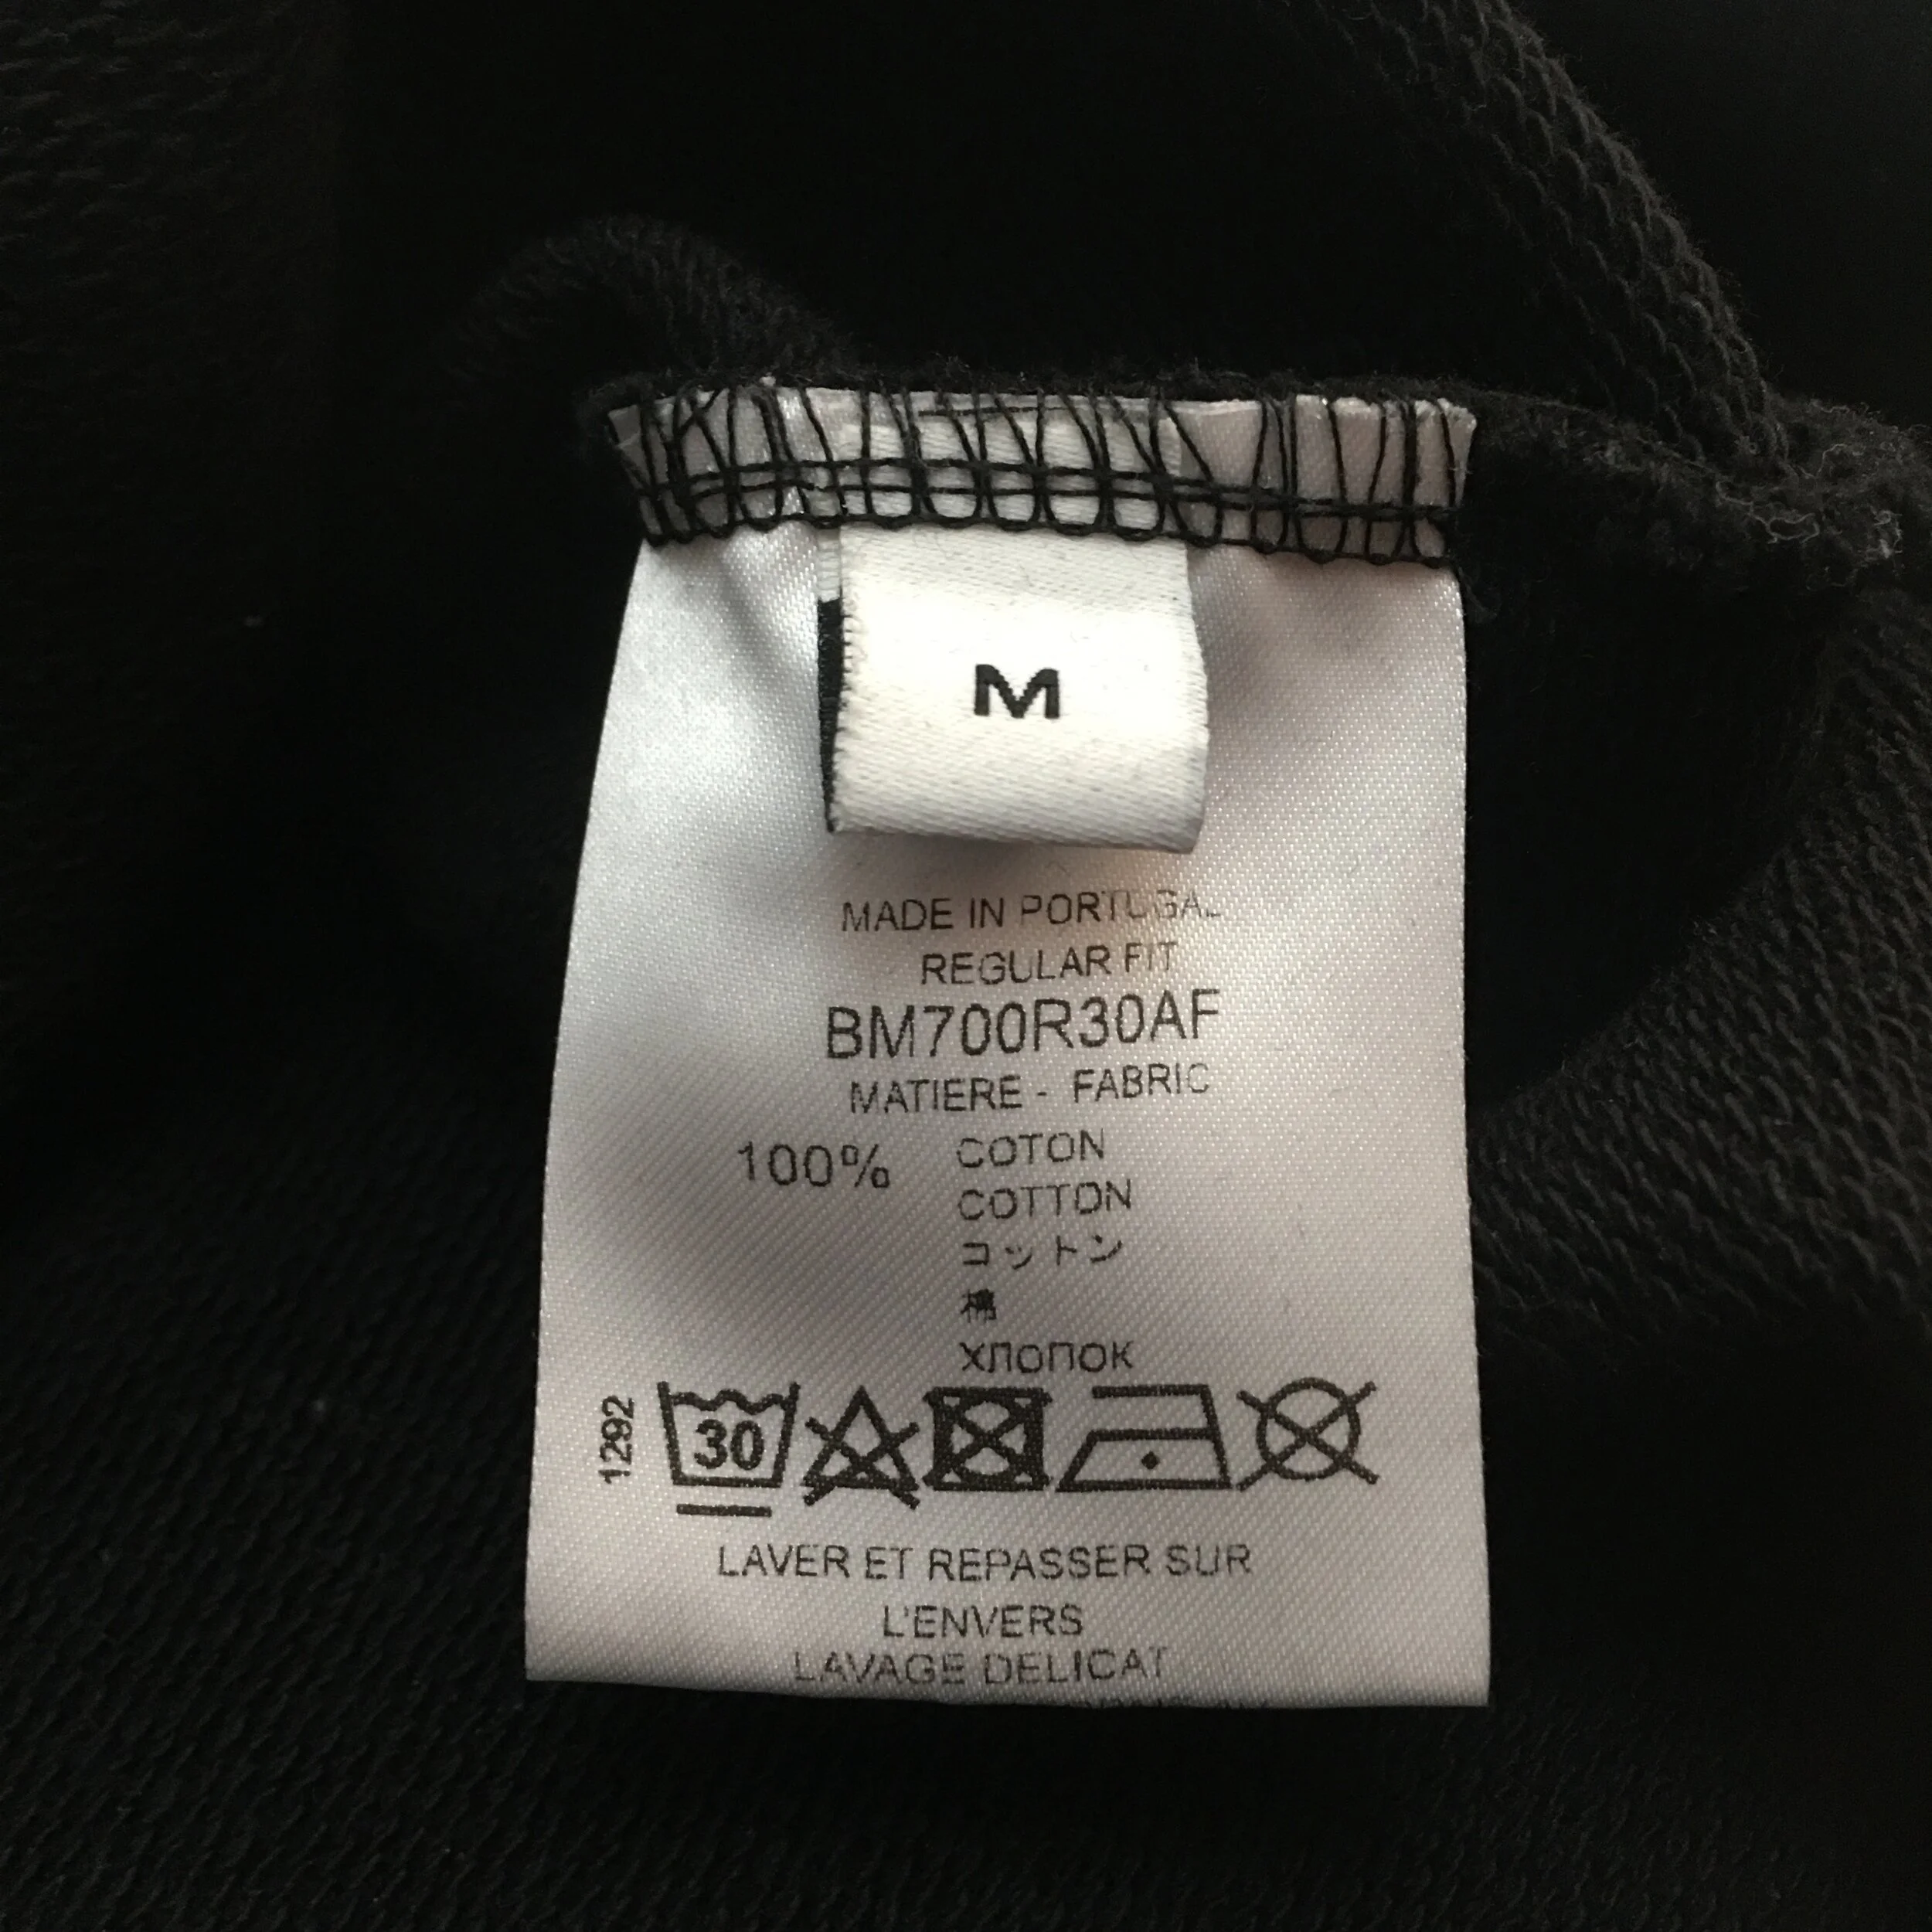 M
MADE IN PORTUGAL
REGULAR FIT
BM700R30AF
MATIERE - FABRIC
100% COTON
COTTON
コットン
棉
ХЛОПОК
1292
30
LAVER ET REPASSER SUR
L'ENVERS
LAVAGE DELICAT